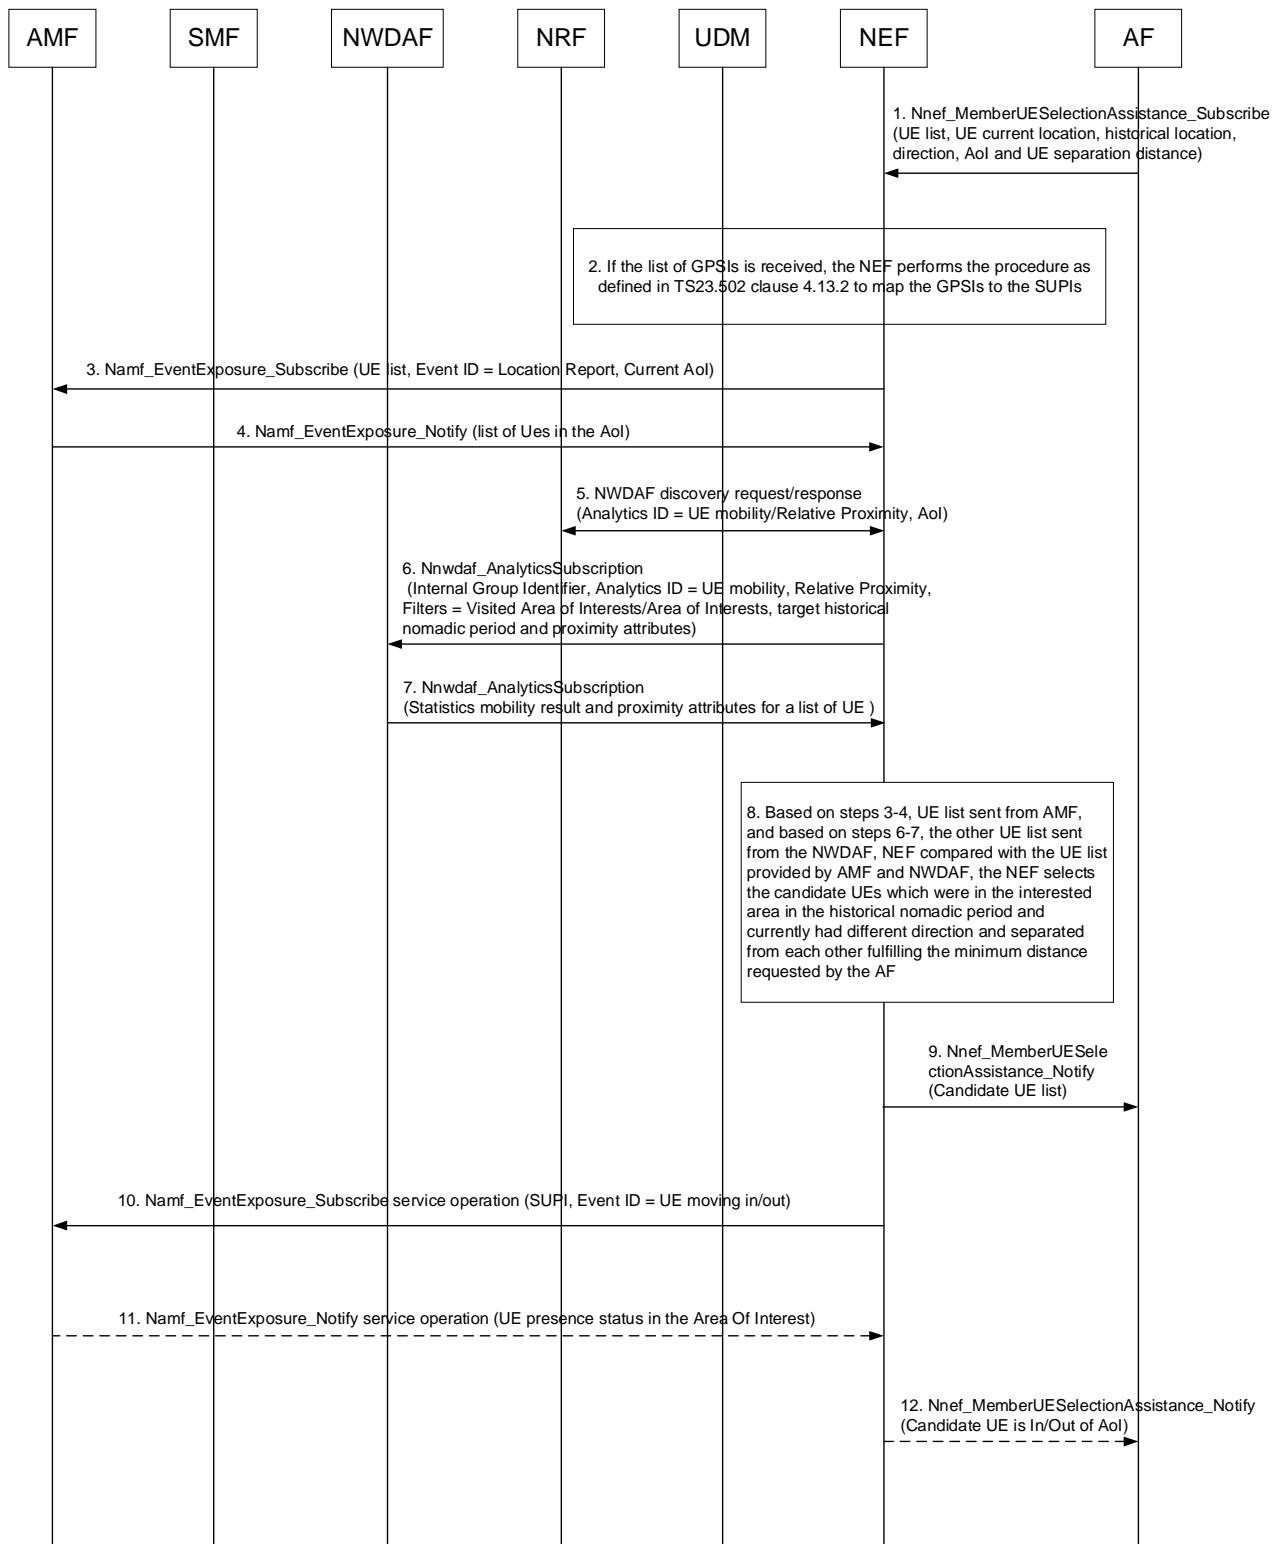 AMF
SMF
NWDAF
NRF
UDM
NEF
AF
1. Nnef_MemberUESelectionAssistance_Subscribe
(UE list, UE current location, historical location,
direction, AoI and UE separation distance)
2. If the list of GPSIs is received, the NEF performs the procedure as
defined in TS23.502 clause 4.13.2 to map the GPSIs to the SUPIs
3. Namf_EventExposure_Subscribe (UE list, Event ID = Location Report, Current AoI)
4. Namf_EventExposure_Notify (list of Ues in the AoI)
5. NWDAF discovery request/response
(Analytics ID = UE mobility/Relative Proximity, AoI)
6. Nnwdaf_AnalyticsSubscription
(Internal Group Identifier, Analytics ID = UE mobility, Relative Proximity,
Filters = Visited Area of Interests/Area of Interests, target historical
nomadic period and proximity attributes)
7. Nnwdaf_AnalyticsSubscription
(Statistics mobility result and proximity attributes for a list of UE )
8. Based on steps 3-4, UE list sent from AMF,
and based on steps 6-7, the other UE list sent
from the NWDAF, NEF compared with the UE list
provided by AMF and NWDAF, the NEF selects
the candidate UEs which were in the interested
area in the historical nomadic period and
currently had different direction and separated
from each other fulfilling the minimum distance
requested by the AF
9. Nnef_MemberUESele
ctionAssistance_Notify
(Candidate UE list)
10. Namf_EventExposure_Subscribe service operation (SUPI, Event ID = UE moving in/out)
11. Namf_EventExposure_Notify service operation (UE presence status in the Area Of Interest)
12. Nnef_MemberUESelectionAssistance_Notify
(Candidate UE is In/Out of AoI)